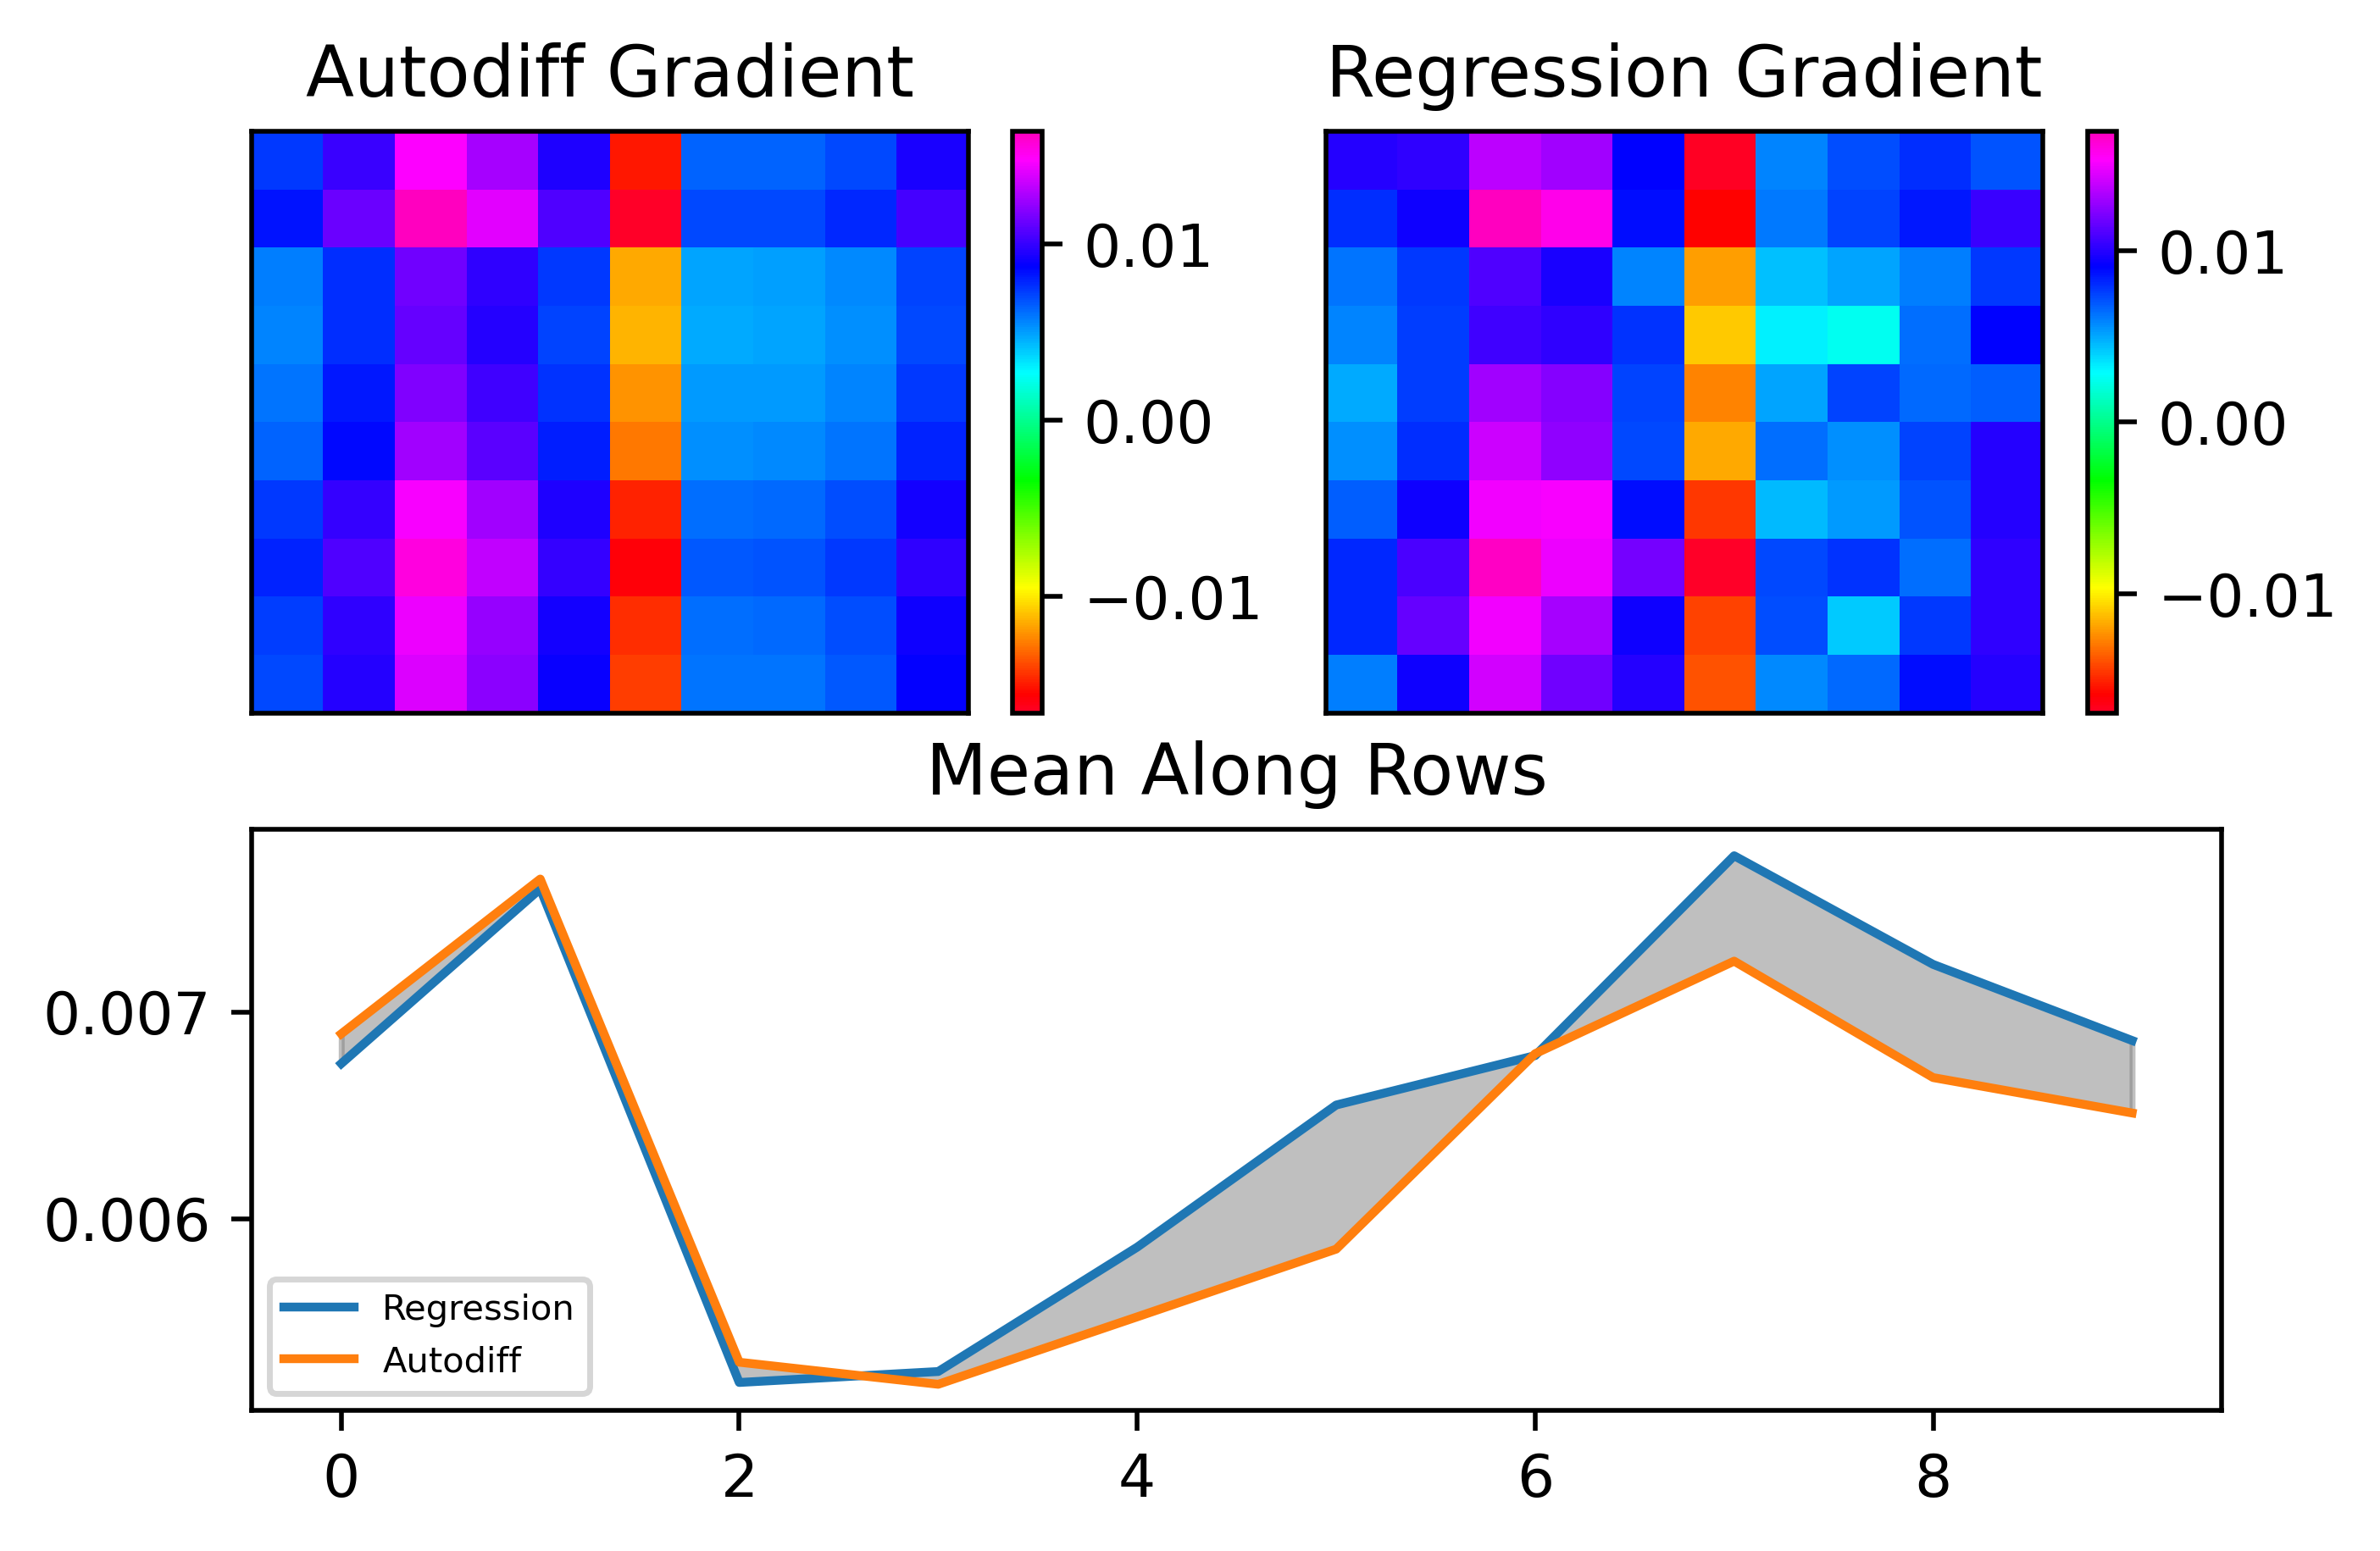 Autodiff Gradient
Regression Gradient
0.01
0.00
−0.01
0.01
0.00
−0.01
Mean Along Rows
0.007
0.006
Regression
Autodiff
0 2 4 6 8